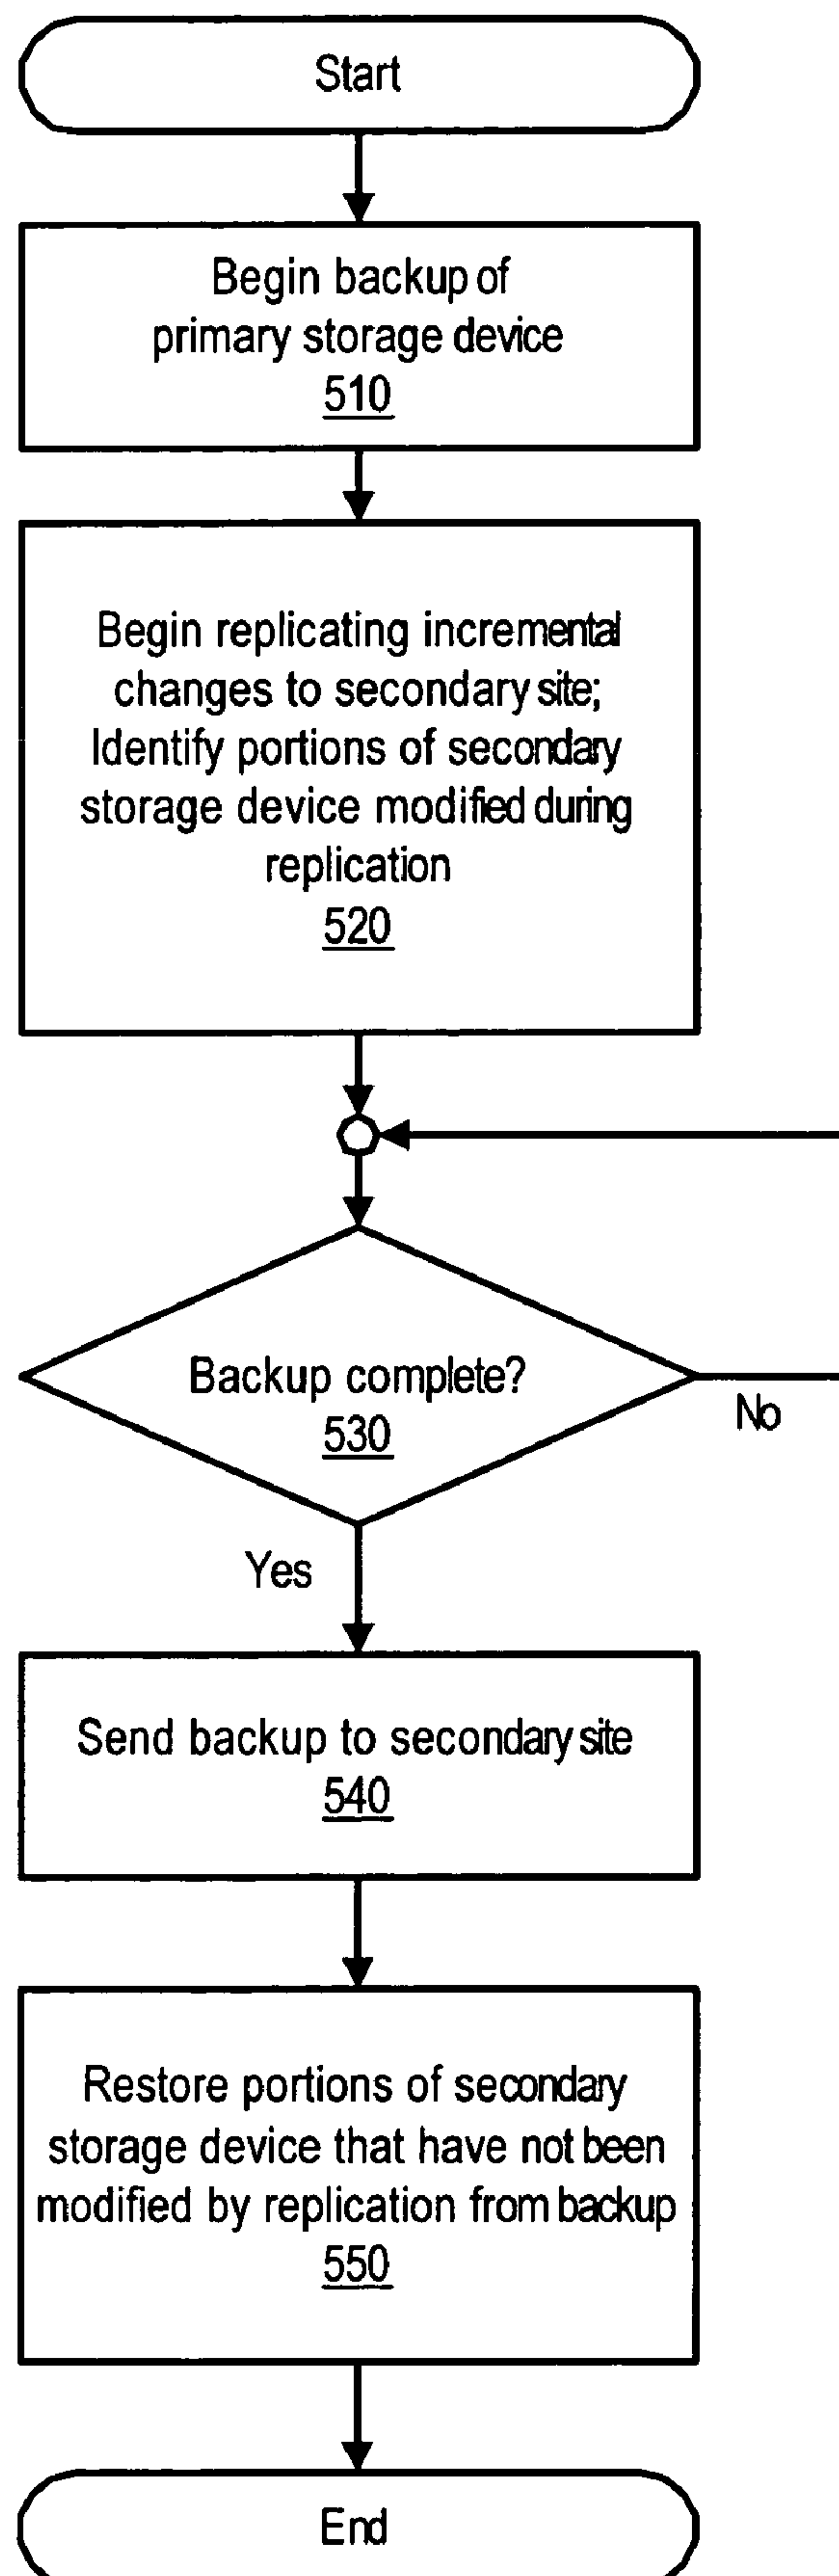 Start
Begin backup of
primary storage device
510
Begin replicating incremental
changes to secondary site;
Identify portions of secondary
storage device modified during
replication
520
Backup complete?
530
No
Yes
Send backup to secondary site
540
Restore portions of secondary
storage device that have not been
modified by replication from backup
550
End